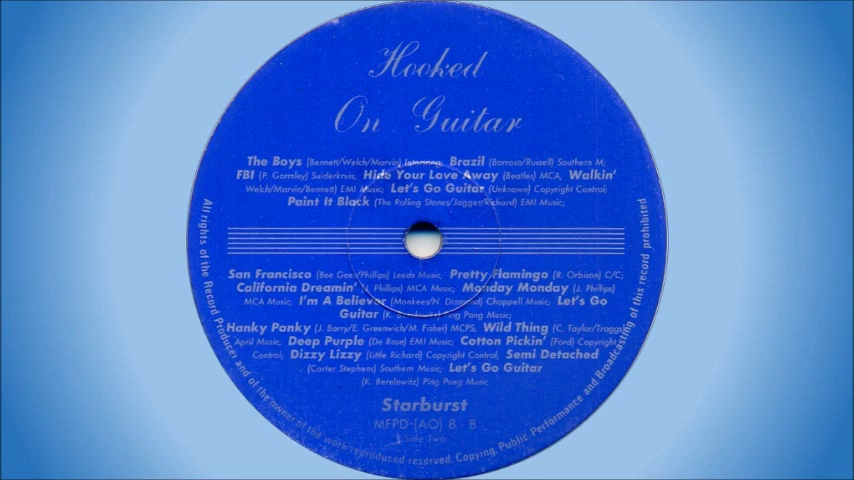 Hooked
On Guitar
The Boys (Bennett/Welch/Marvin) Intersong, Brazil (Barroso/Russell) Southern M;
FBI (P. Gormley) Suiderkruis; Hide Your Love Away (Beatles) MCA, Walkin'
Welch/Marvin/Bennett) EMI Music; Let's Go Guitar (Unknown) Copyright Control;
Paint It Black (The Rolling Stones/Jagger/Richard) EMI Music;
San Francisco (Bee Gees/Phillips) Leeds Music; Pretty Flamingo (R. Orbison) C/C;
California Dreamin' (J. Phillips) MCA Music; Monday Monday (J. Phillips)
MCA Music; I'm A Believer (Monkees/N. Diamond) Chappell Music; Let's Go
Guitar (K. Berelowitz) Ping Pong Music;
Hanky Panky (J. Barry/E. Greenwich/M. Fisher) MCPS; Wild Thing (C. Taylor/Troggs)
April Music; Deep Purple (De Rose) EMI Music; Cotton Pickin' (Ford) Copyright
Control; Dizzy Lizzy (Little Richard) Copyright Control; Semi Detached
(Carter Stephens) Southern Music; Let's Go Guitar
(K. Berelowitz) Ping Pong Music
Starburst
MFPD-(AO) 8 - B
Side Two
All rights of the Record Producer and of the owner of the work reproduced reserved. Copying, Public Performance and Broadcasting of this record prohibited